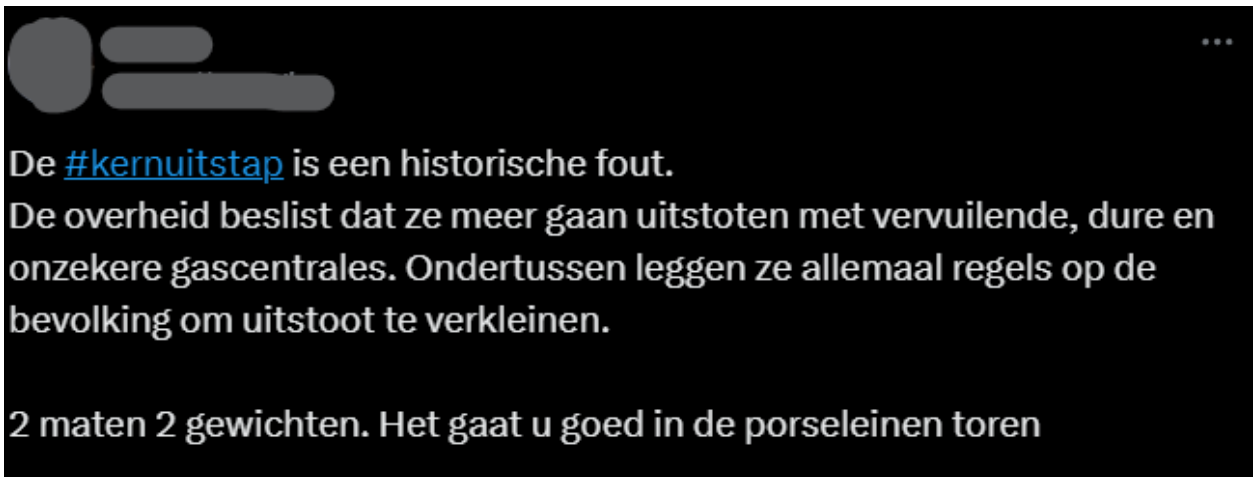 De #kernuitstap is een historische fout.
De overheid beslist dat ze meer gaan uitstoten met vervuilende, dure en
onzekere gascentrales. Ondertussen leggen ze allemaal regels op de
bevolking om uitstoot te verkleinen.
2 maten 2 gewichten. Het gaat u goed in de porseleinen toren